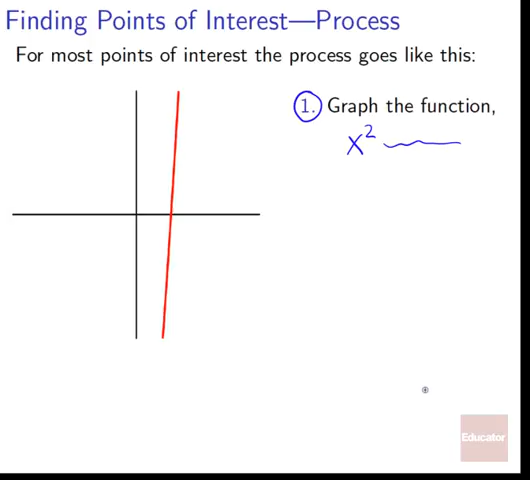 Finding Points of Interest—Process
For most points of interest the process goes like this:
1. Graph the function,
x²
Educator